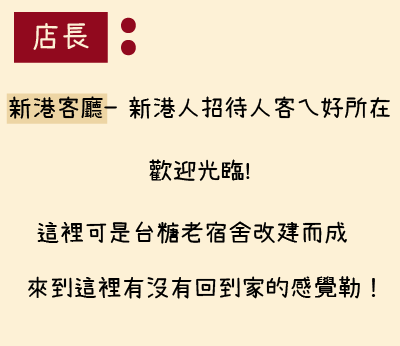 店長：
新港客廳- 新港人招待人客ㄟ好所在
歡迎光臨!
這裡可是台糖老宿舍改建而成
來到這裡有沒有回到家的感覺勒！